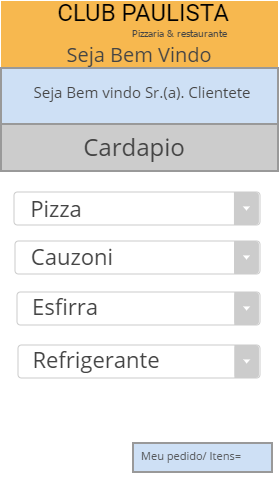 CLUB PAULISTA
Pizzaria & restaurante
Seja Bem Vindo
Seja Bem vindo Sr.(a). Clientete
Cardapio
Pizza
Cauzoni
Esfirra
Refrigerante
Meu pedido/ Itens=